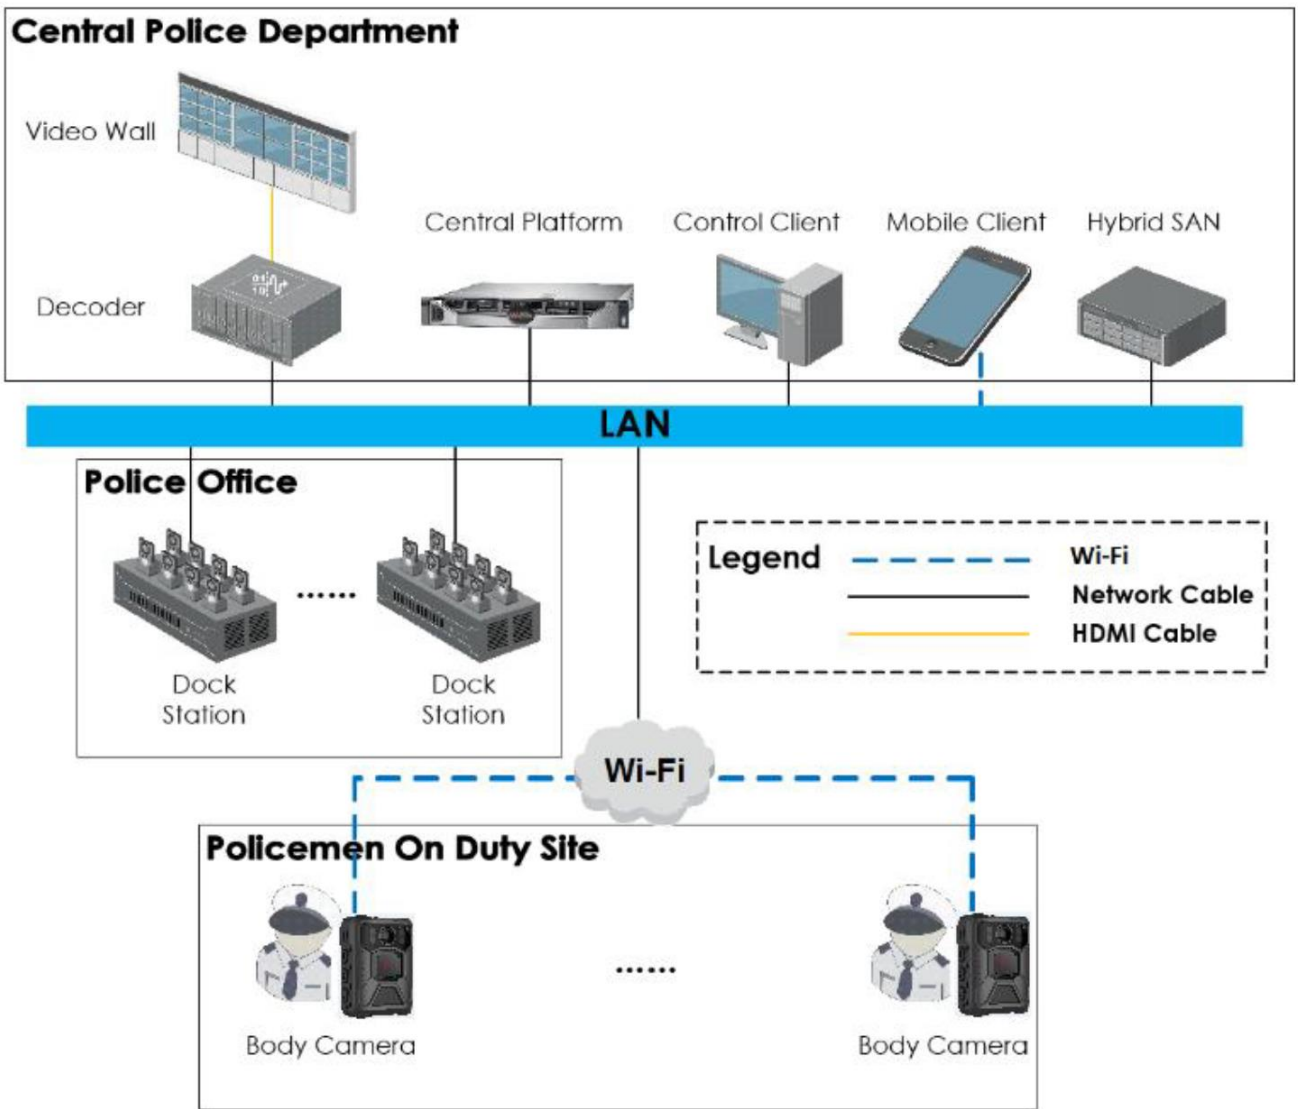 Central Police Department
Video Wall
Central Platform
Control Client
Mobile Client
Hybrid SAN
Decoder
LAN
Police Office
Legend
Wi-Fi
Network Cable
HDMI Cable
......
Dock
Station
Dock
Station
Wi-Fi
Policemen On Duty Site
......
Body Camera
Body Camera